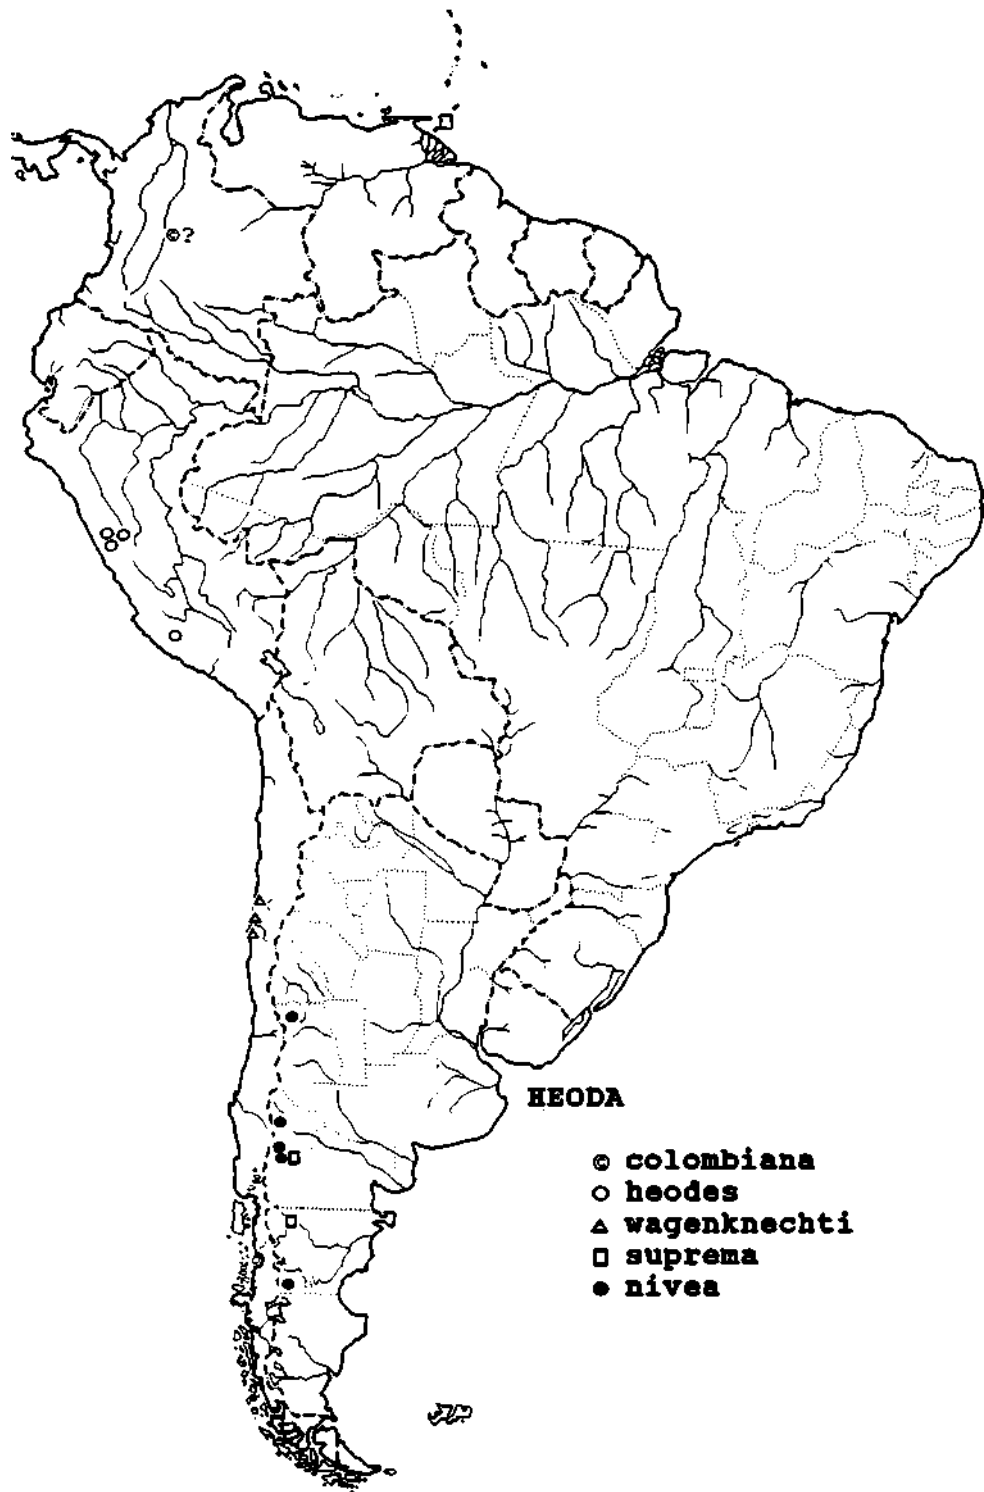 ©?
HEODA
© colombiana
○ heodes
△ wagenknechti
□ suprema
● nivea